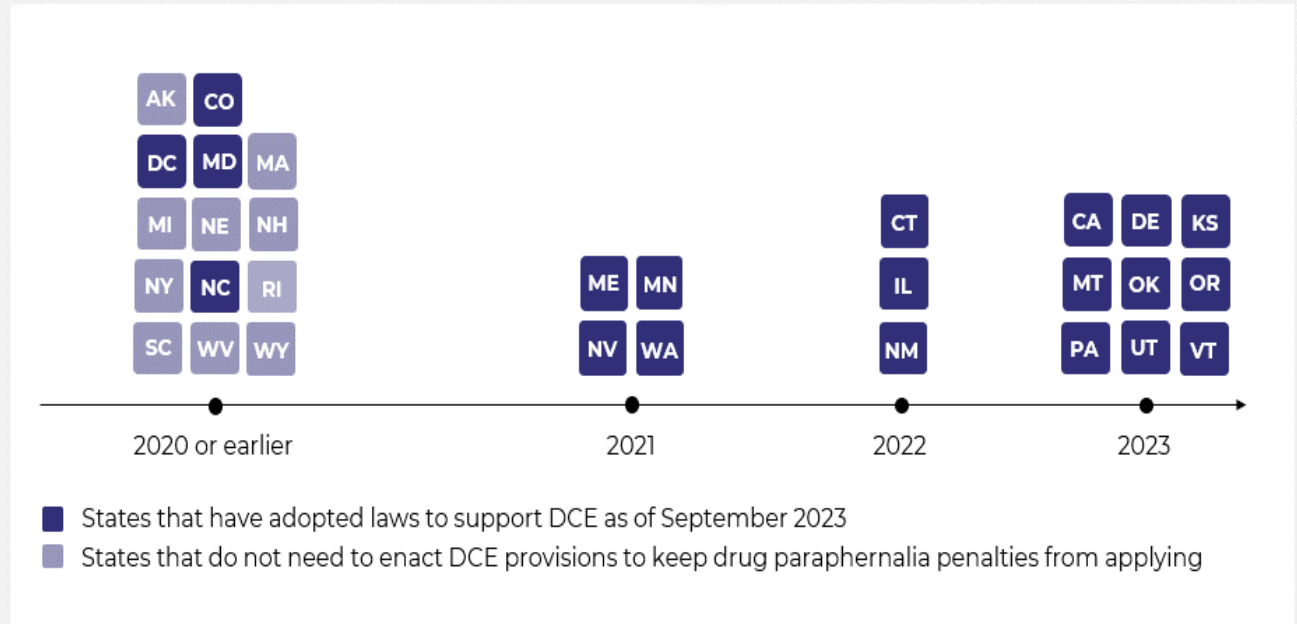 AK CO
DC MD MA
MI NE NH
NY NC RI
SC WV WY
ME MN
NV WA
CT
IL
NM
CA DE KS
MT OK OR
PA UT VT
2020 or earlier 2021 2022 2023
States that have adopted laws to support DCE as of September 2023
States that do not need to enact DCE provisions to keep drug paraphernalia penalties from applying